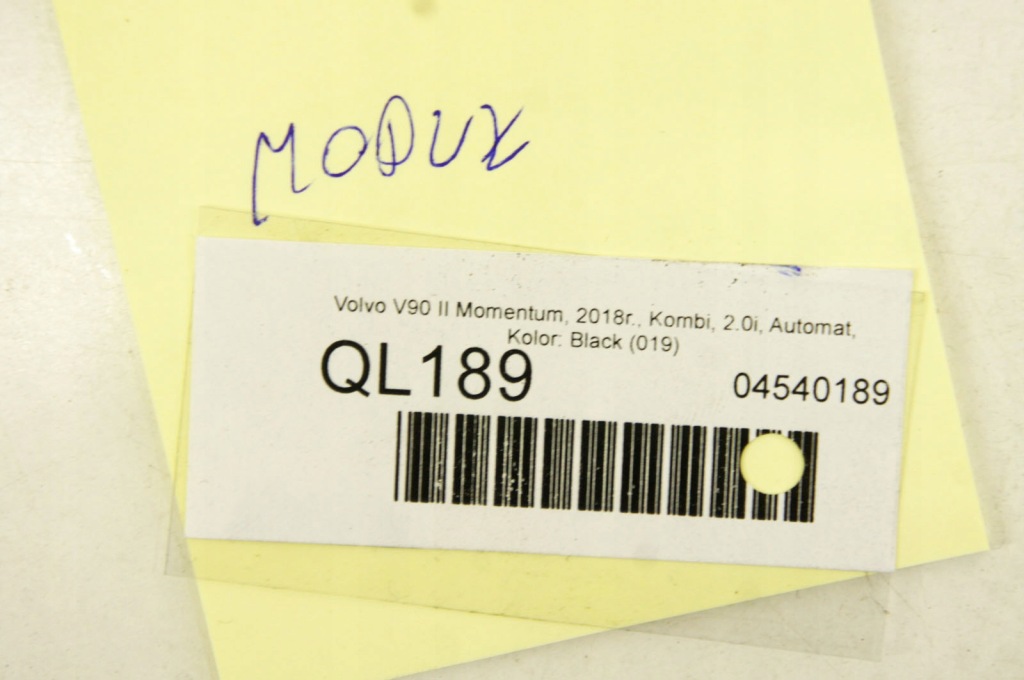 MODUX
Volvo V90 II Momentum, 2018r., Kombi, 2.0i, Automat,
Kolor: Black (019)
QL189
04540189